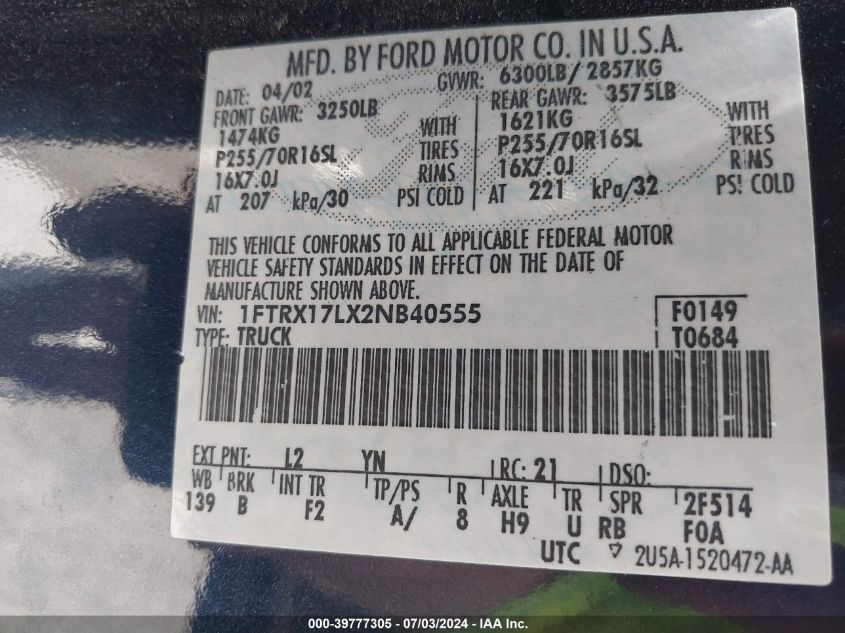 MFD. BY FORD MOTOR CO. IN U.S.A.
DATE: 04/02 GVWR: 6300LB/ 2857KG
FRONT GAWR: 3250LB REAR GAWR: 3575LB
1474KG WITH 1621KG WITH
P255/70R16SL TIRES P255/70R16SL TIRES
16X7.0J RIMS 16X7.0J RIMS
AT 207 kPa/30 PSI COLD AT 221 kPa/32 PSI COLD
THIS VEHICLE CONFORMS TO ALL APPLICABLE FEDERAL MOTOR
VEHICLE SAFETY STANDARDS IN EFFECT ON THE DATE OF
MANUFACTURE SHOWN ABOVE.
VIN: 1FTRX17LX2NB40555 F0149
TYPE: TRUCK T0684
EXT PNT: L2 YN RC: 21 DSO:
WB BRK INT TR TP/PS R AXLE TR SPR 2F514
139 B F2 A/ 8 H9 U RB F0A
UTC 2U5A-1520472-AA
000-39777305 - 07/03/2024 - IAAI Inc.